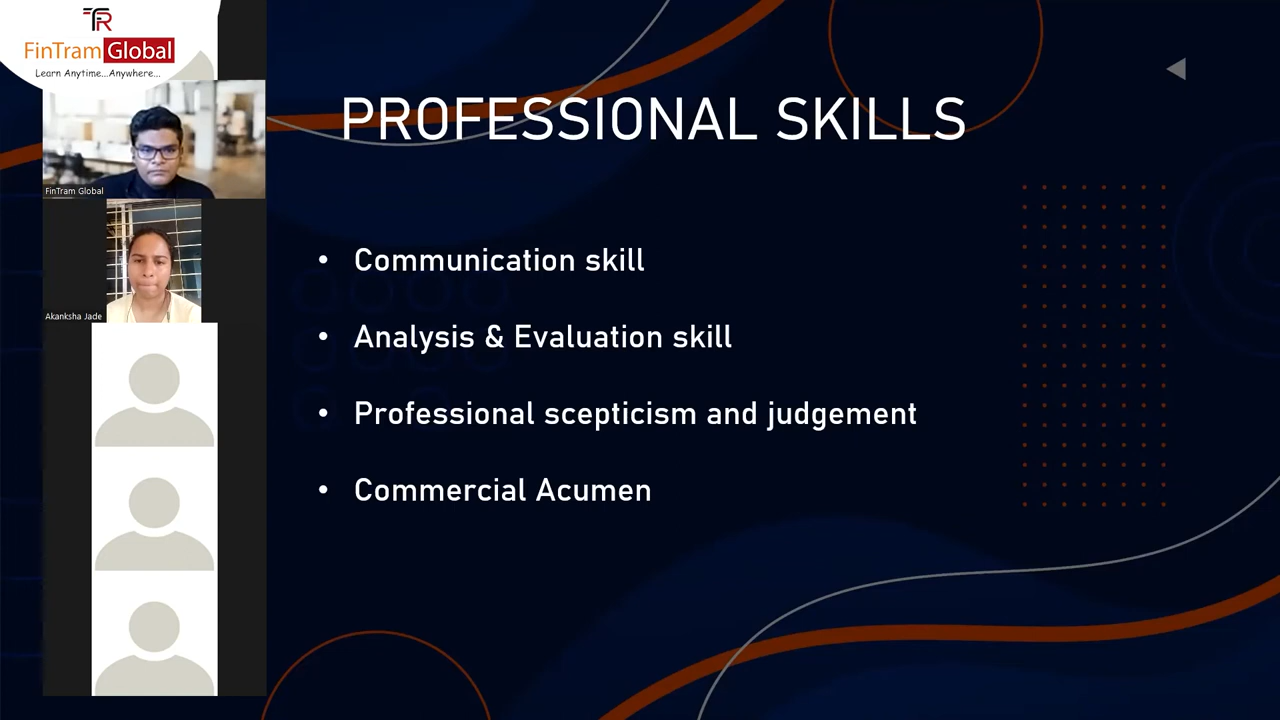 TR
FinTram Global
Learn Anytime...Anywhere...
FinTram Global
Akanksha Jade
PROFESSIONAL SKILLS
• Communication skill
• Analysis & Evaluation skill
• Professional scepticism and judgement
• Commercial Acumen